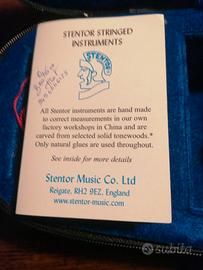 STENTOR STRINGED
INSTRUMENTS
STENTOR
All Stentor instruments are hand made
to correct measurements in our own
factory workshops in China and are
carved from selected solid tonewoods.*
Only natural glues are used throughout.
See inside for more details
Stentor Music Co. Ltd
Reigate, RH2 9EZ, England
www.stentor-music.com
subito